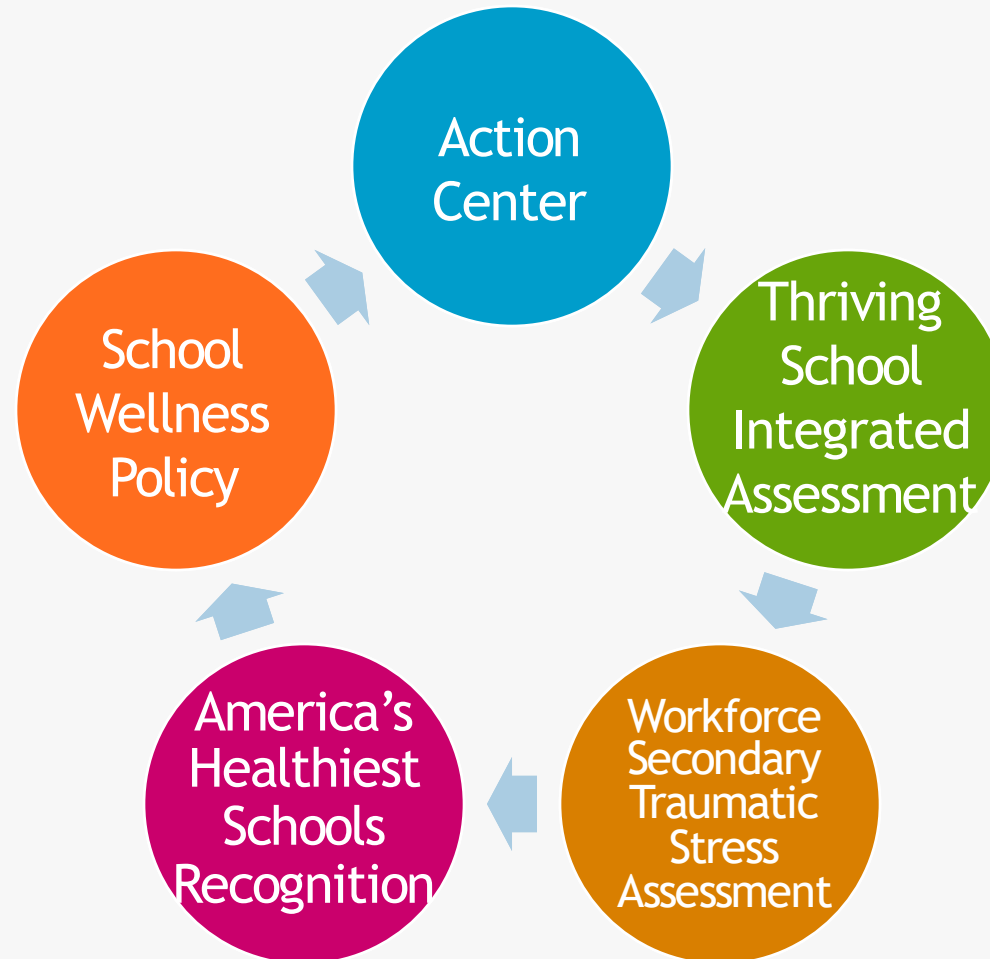 Action
Center
Thriving
School
Integrated
Assessment
Workforce
Secondary
Traumatic
Stress
Assessment
America’s
Healthiest
Schools
Recognition
School
Wellness
Policy